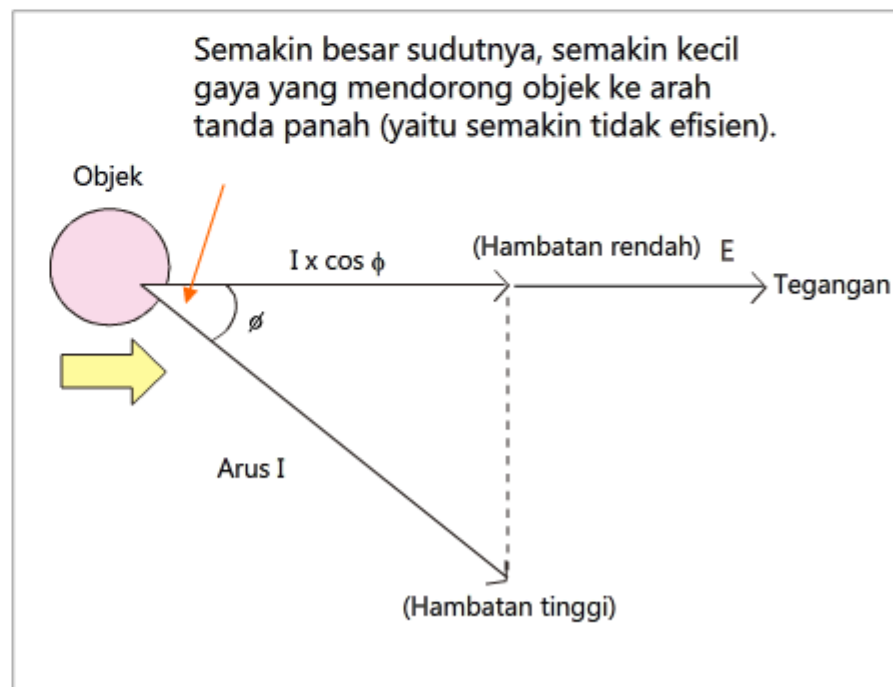 Semakin besar sudutnya, semakin kecil
gaya yang mendorong objek ke arah
tanda panah (yaitu semakin tidak efisien).
Objek
I x cos ϕ
(Hambatan rendah) E
Tegangan
ø
Arus I
(Hambatan tinggi)